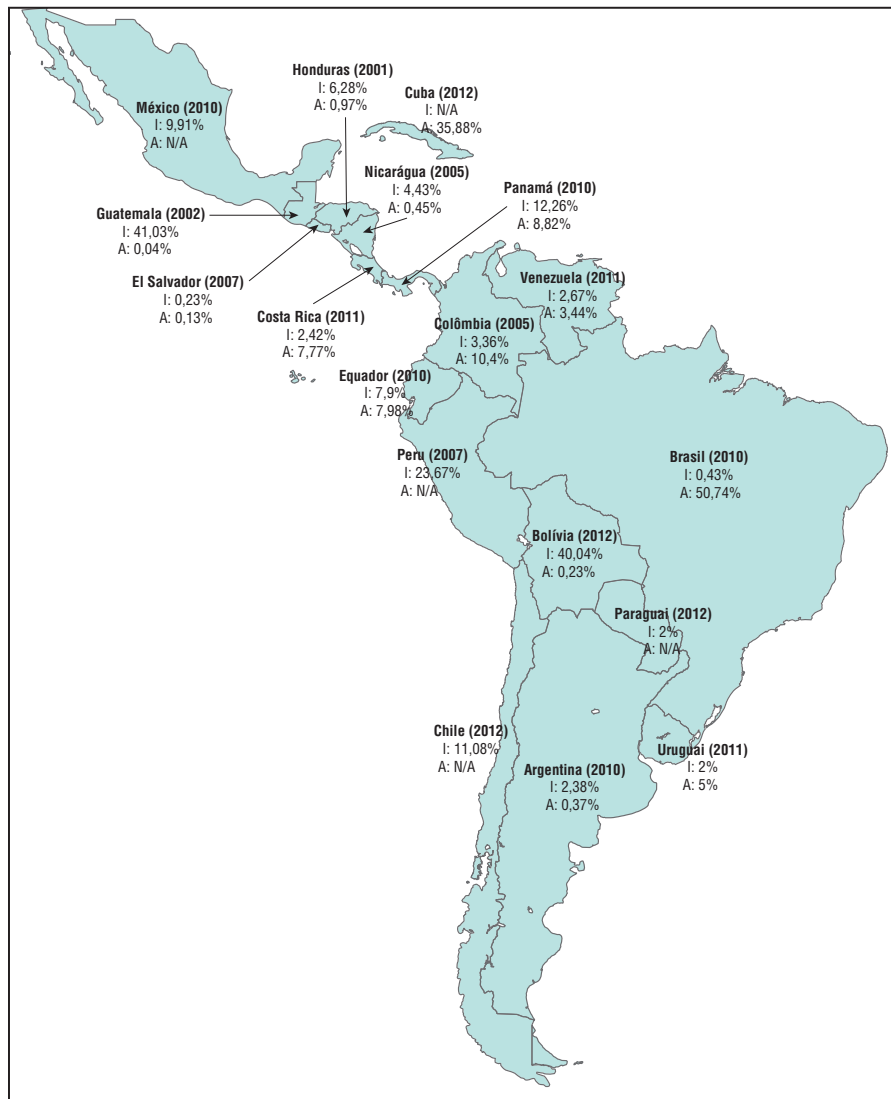 Honduras (2001)
I: 6,28%
A: 0,97%
Cuba (2012)
I: N/A
A: 35,88%
México (2010)
I: 9,91%
A: N/A
Nicarágua (2005)
I: 4,43%
A: 0,45%
Panamá (2010)
I: 12,26%
A: 8,82%
Guatemala (2002)
I: 41,03%
A: 0,04%
El Salvador (2007)
I: 0,23%
A: 0,13%
Costa Rica (2011)
I: 2,42%
A: 7,77%
Venezuela (2011)
I: 2,67%
A: 3,44%
Colômbia (2005)
I: 3,36%
A: 10,4%
Equador (2010)
I: 7,9%
A: 7,98%
Peru (2007)
I: 23,67%
A: N/A
Brasil (2010)
I: 0,43%
A: 50,74%
Bolívia (2012)
I: 40,04%
A: 0,23%
Paraguai (2012)
I: 2%
A: N/A
Chile (2012)
I: 11,08%
A: N/A
Uruguai (2011)
I: 2%
A: 5%
Argentina (2010)
I: 2,38%
A: 0,37%